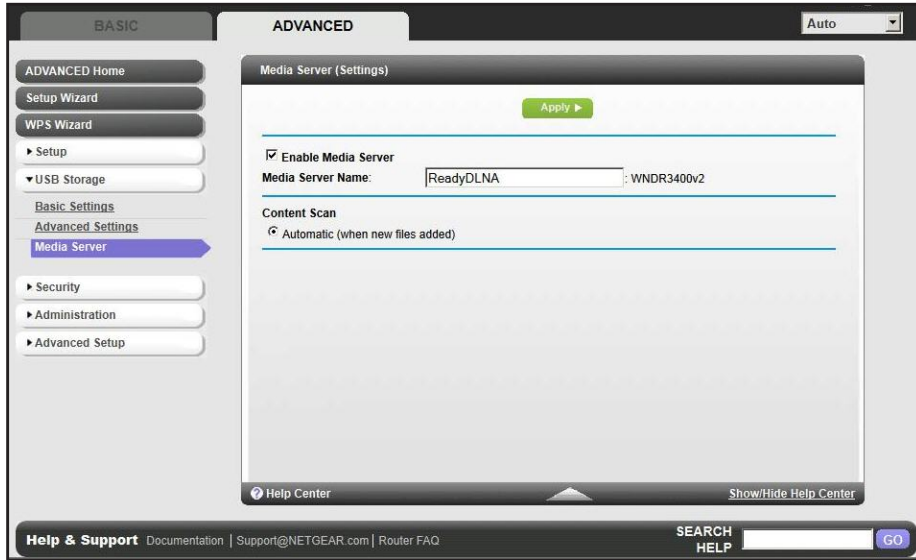 BASIC
ADVANCED
Auto
ADVANCED Home
Setup Wizard
WPS Wizard
Setup
USB Storage
Basic Settings
Advanced Settings
Media Server
Security
Administration
Advanced Setup
Media Server (Settings)
Apply
Enable Media Server
Media Server Name: ReadyDLNA : WNDR3400v2
Content Scan
Automatic (when new files added)
Help Center
Show/Hide Help Center
Help & Support Documentation | Support@NETGEAR.com | Router FAQ
SEARCH HELP
GO